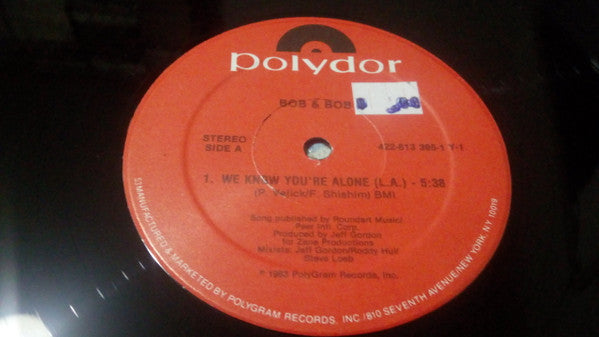 polydor
BOB & BOB
STEREO
SIDE A
422-813 398-1 Y-1
1. WE KNOW YOU'RE ALONE (L.A.) - 5:38
(P. Velick/F. Shishim) BMI
Song published by Roundart Music/
Peer Intl. Corp.
Produced by Jeff Gordon
for Zane Productions
Mixists: Jeff Gordon/Roddy Hui/
Steve Loeb
℗ 1983 PolyGram Records, Inc.
MANUFACTURED & MARKETED BY POLYGRAM RECORDS, INC./810 SEVENTH AVENUE/NEW YORK, NY 10019